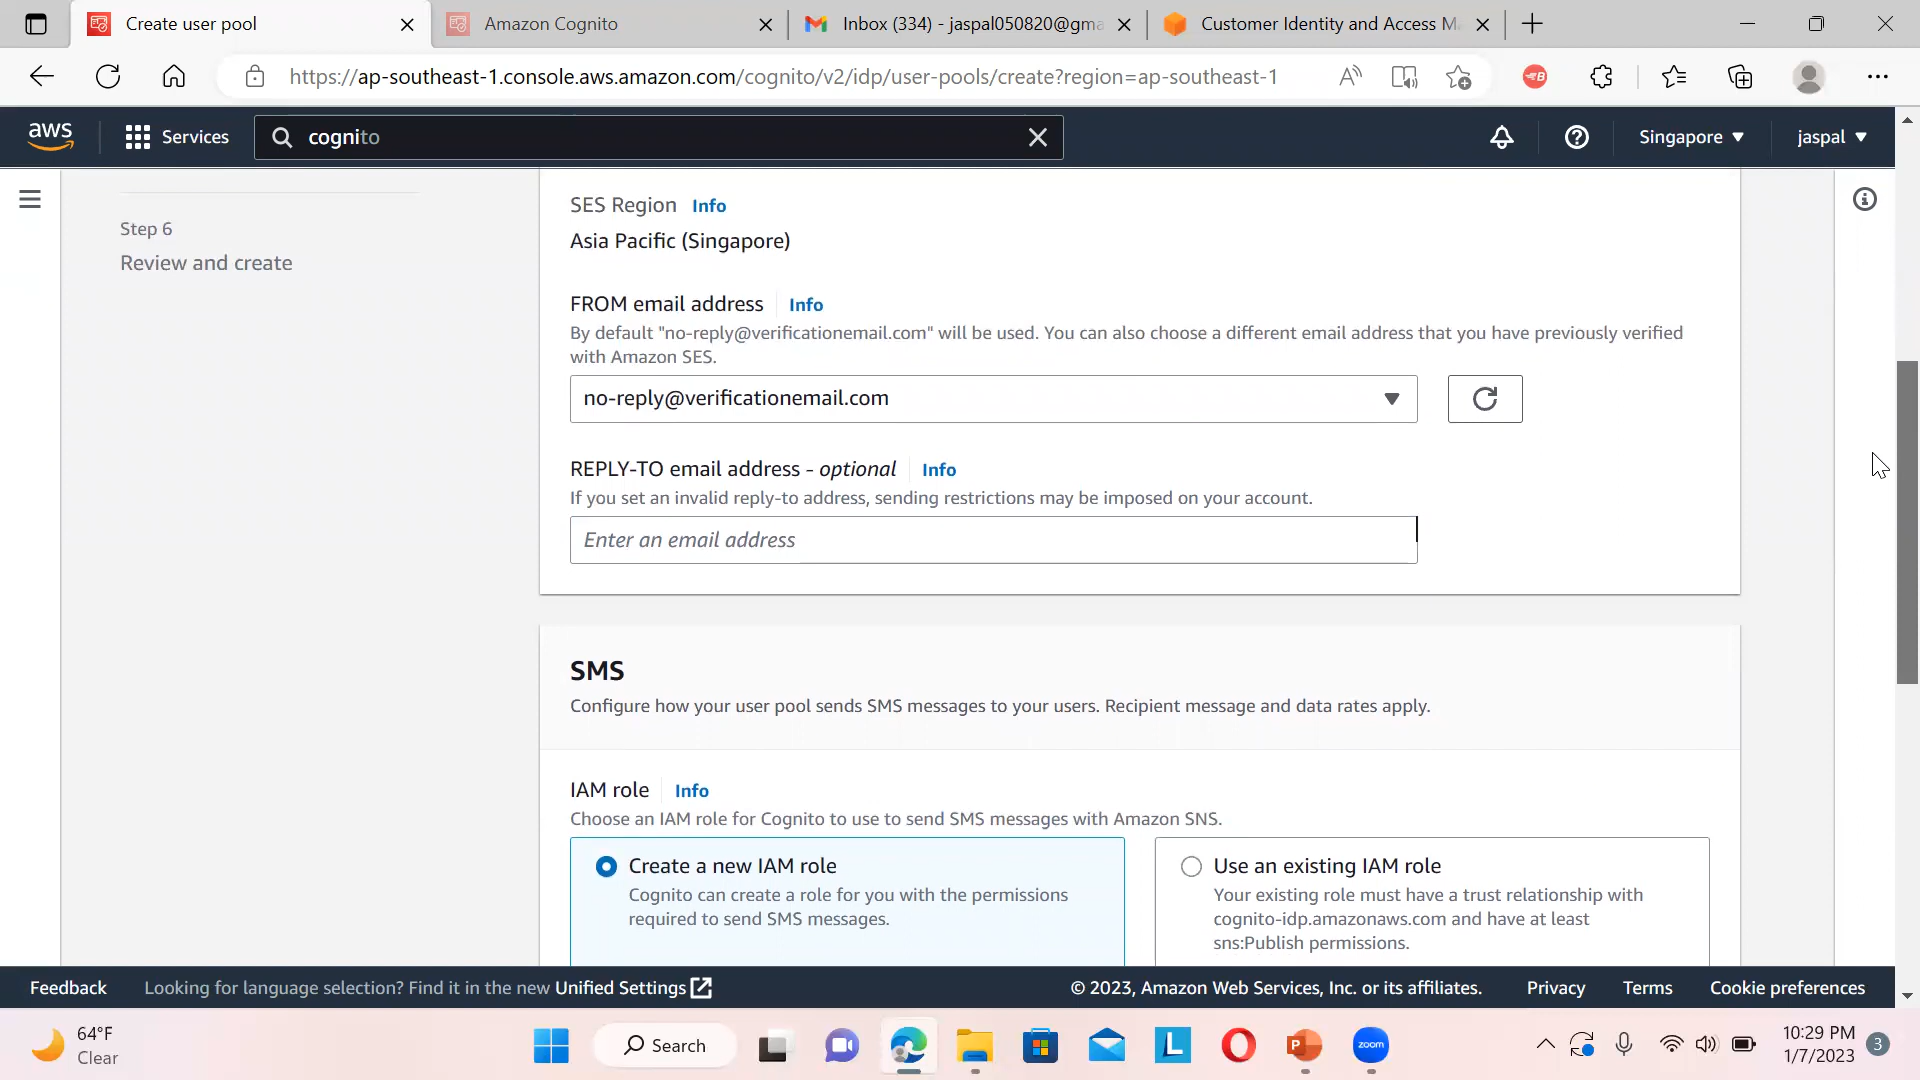 Create user pool
Amazon Cognito
Inbox (334) - jaspal050820@gma
Customer Identity and Access M
https://ap-southeast-1.console.aws.amazon.com/cognito/v2/idp/user-pools/create?region=ap-southeast-1
aws
Services
cognito
Singapore
jaspal
Step 6
Review and create
SES Region Info
Asia Pacific (Singapore)
FROM email address Info
By default "no-reply@verificationemail.com" will be used. You can also choose a different email address that you have previously verified
with Amazon SES.
no-reply@verificationemail.com
REPLY-TO email address - optional Info
If you set an invalid reply-to address, sending restrictions may be imposed on your account.
Enter an email address
SMS
Configure how your user pool sends SMS messages to your users. Recipient message and data rates apply.
IAM role Info
Choose an IAM role for Cognito to use to send SMS messages with Amazon SNS.
Create a new IAM role
Cognito can create a role for you with the permissions
required to send SMS messages.
Use an existing IAM role
Your existing role must have a trust relationship with
cognito-idp.amazonaws.com and have at least
sns:Publish permissions.
Feedback
Looking for language selection? Find it in the new Unified Settings
© 2023, Amazon Web Services, Inc. or its affiliates.
Privacy
Terms
Cookie preferences
64°F
Clear
Search
L
P
zoom
10:29 PM
1/7/2023
3